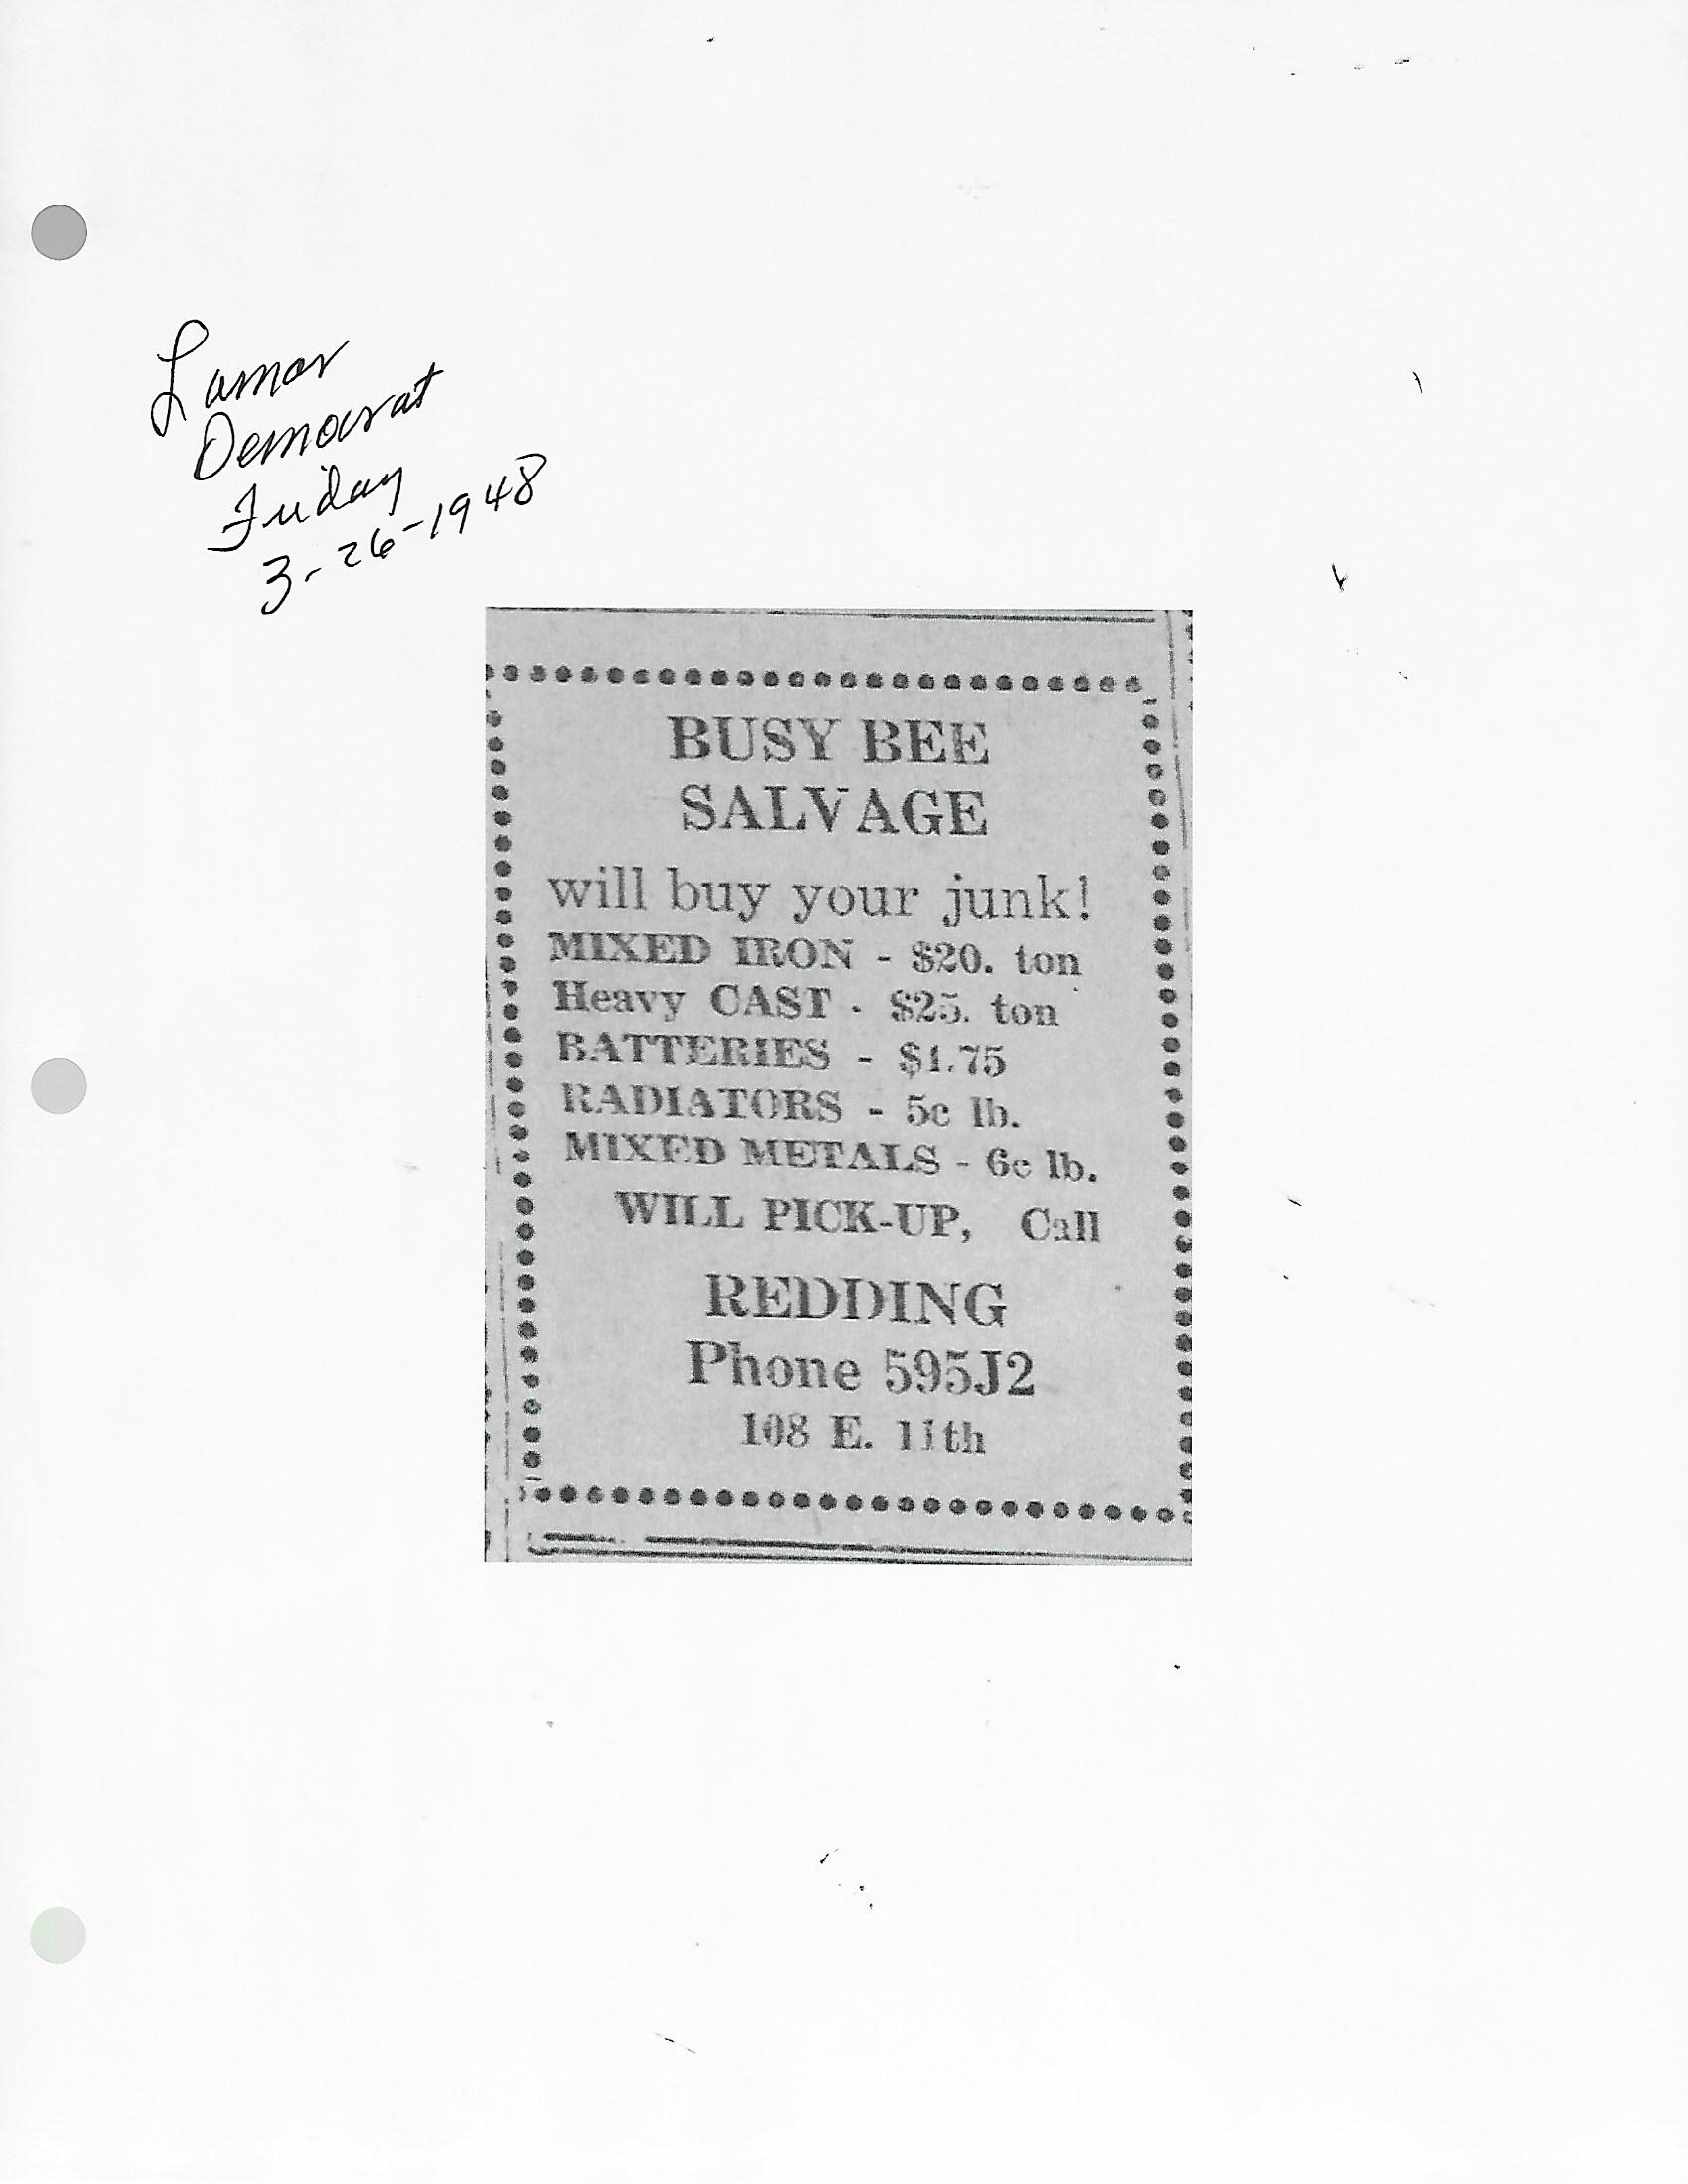 Lamar
Democrat
Friday
3-26-1948
BUSY BEE
SALVAGE
will buy your junk!
MIXED IRON - $20. ton
Heavy CAST - $25. ton
BATTERIES - $1.75
RADIATORS - 5c lb.
MIXED METALS - 6c lb.
WILL PICK-UP, Call
REDDING
Phone 595J2
108 E. 11th